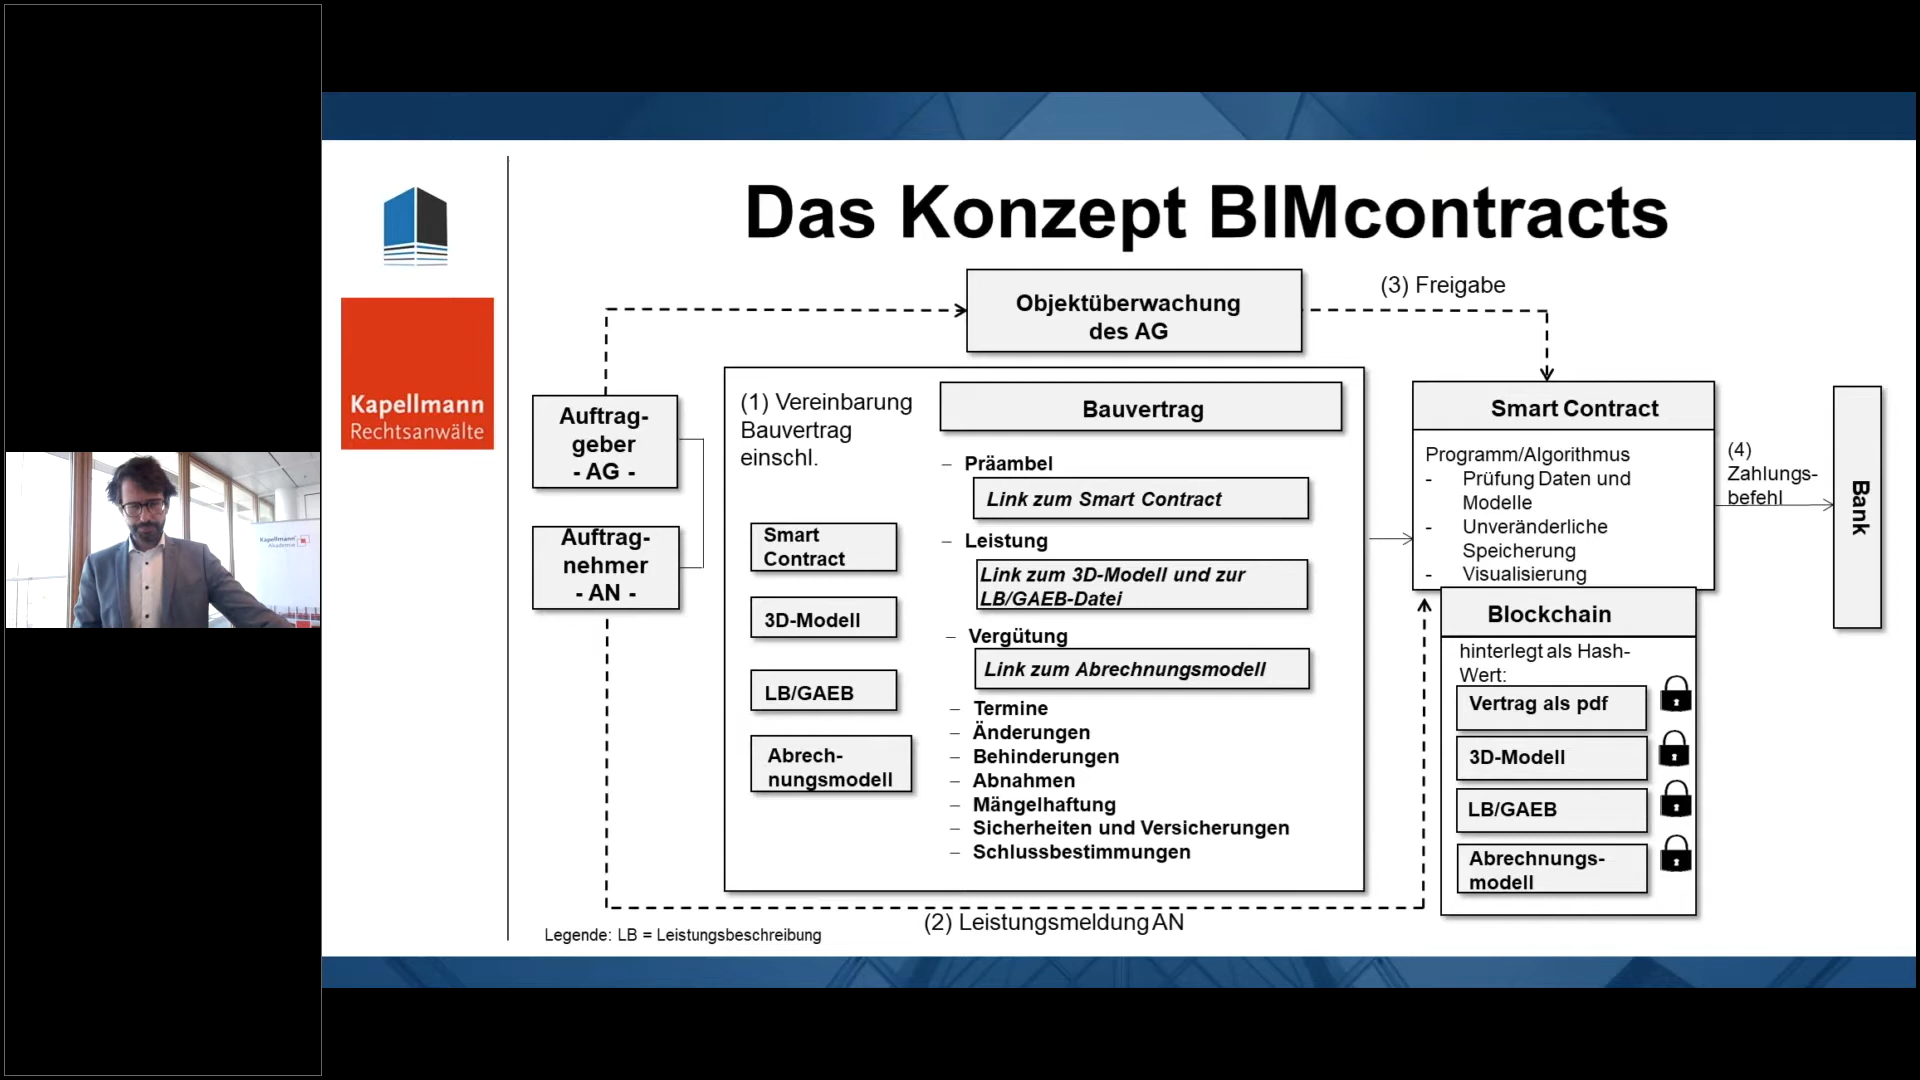 Das Konzept BIMcontracts
Kapellmann
Rechtsanwälte
Kapellmann
Akademie
Objektüberwachung
des AG
(3) Freigabe
Auftrag-
geber
- AG -
Auftrag-
nehmer
- AN -
(1) Vereinbarung
Bauvertrag
einschl.
Smart
Contract
3D-Modell
LB/GAEB
Abrech-
nungsmodell
Bauvertrag
– Präambel
Link zum Smart Contract
– Leistung
Link zum 3D-Modell und zur
LB/GAEB-Datei
– Vergütung
Link zum Abrechnungsmodell
– Termine
– Änderungen
– Behinderungen
– Abnahmen
– Mängelhaftung
– Sicherheiten und Versicherungen
– Schlussbestimmungen
Smart Contract
Programm/Algorithmus
- Prüfung Daten und
Modelle
- Unveränderliche
Speicherung
- Visualisierung
(4)
Zahlungs-
befehl
Bank
Blockchain
hinterlegt als Hash-
Wert:
Vertrag als pdf
3D-Modell
LB/GAEB
Abrechnungs-
modell
(2) Leistungsmeldung AN
Legende: LB = Leistungsbeschreibung